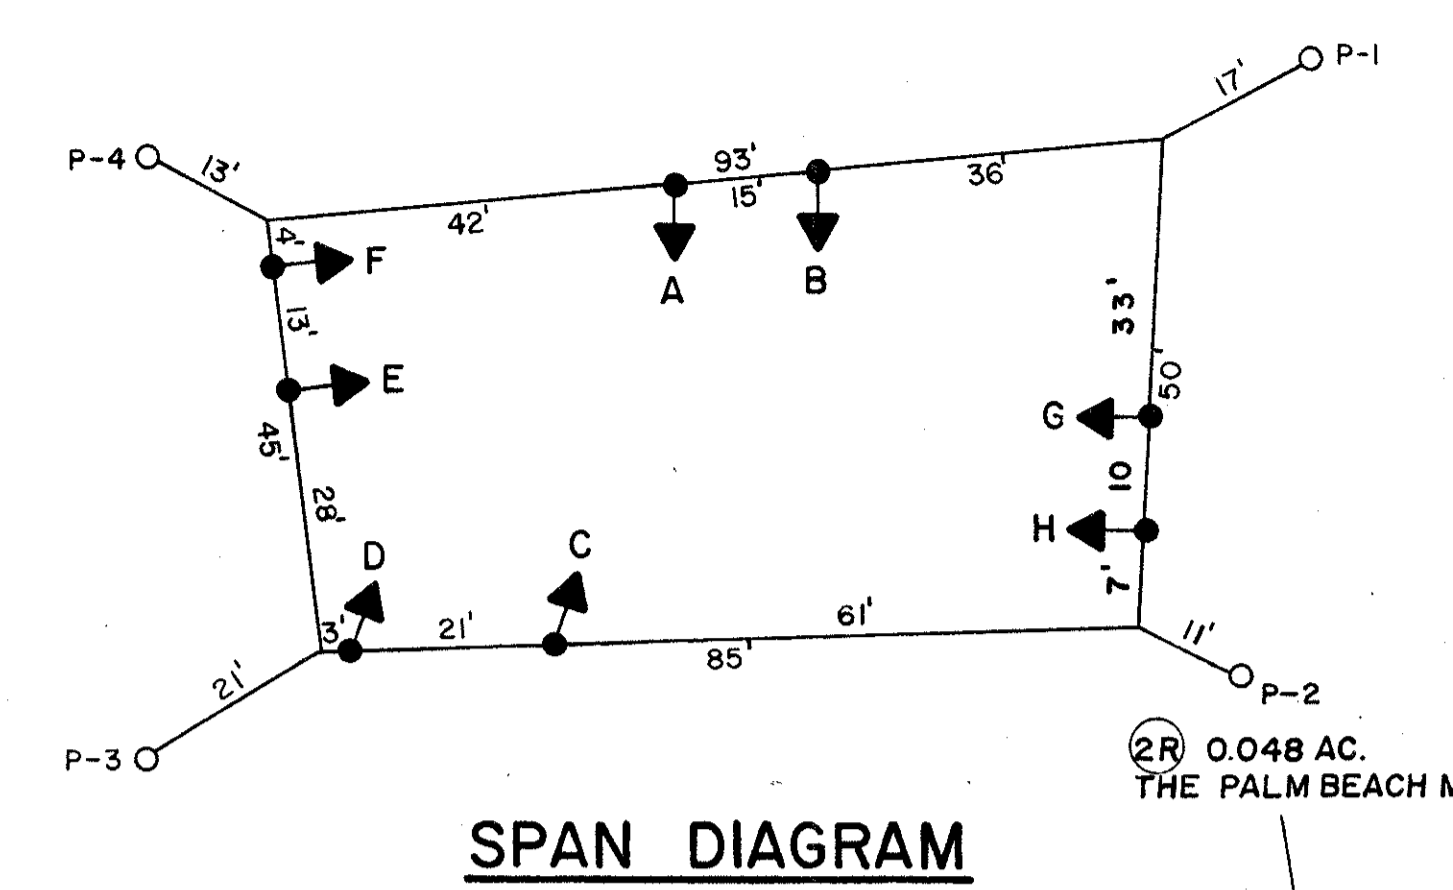 P-1
17'
P-4
13'
93'
15'
36'
42'
4'
F
A
B
13'
33'
E
50'
G
45'
10
28'
H
D
C
7'
3'
21'
61'
85'
11'
21'
P-2
P-3
2R 0.048 AC.
THE PALM BEACH
SPAN DIAGRAM